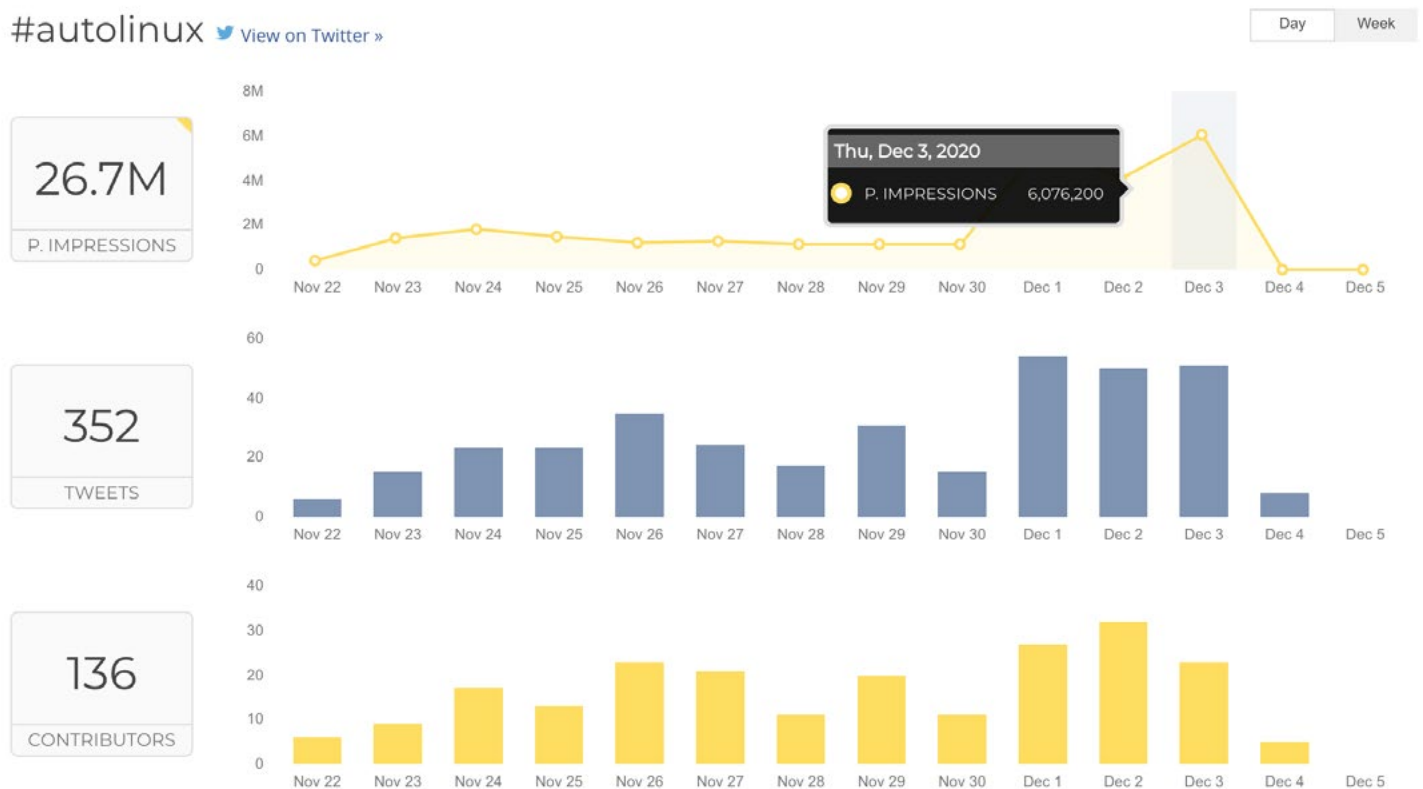 #autolinux View on Twitter »
Day Week
26.7M
P. IMPRESSIONS
8M
6M
4M
2M
0
Thu, Dec 3, 2020
P. IMPRESSIONS 6,076,200
Nov 22 Nov 23 Nov 24 Nov 25 Nov 26 Nov 27 Nov 28 Nov 29 Nov 30 Dec 1 Dec 2 Dec 3 Dec 4 Dec 5
352
TWEETS
60
40
20
0
Nov 22 Nov 23 Nov 24 Nov 25 Nov 26 Nov 27 Nov 28 Nov 29 Nov 30 Dec 1 Dec 2 Dec 3 Dec 4 Dec 5
136
CONTRIBUTORS
40
30
20
10
0
Nov 22 Nov 23 Nov 24 Nov 25 Nov 26 Nov 27 Nov 28 Nov 29 Nov 30 Dec 1 Dec 2 Dec 3 Dec 4 Dec 5